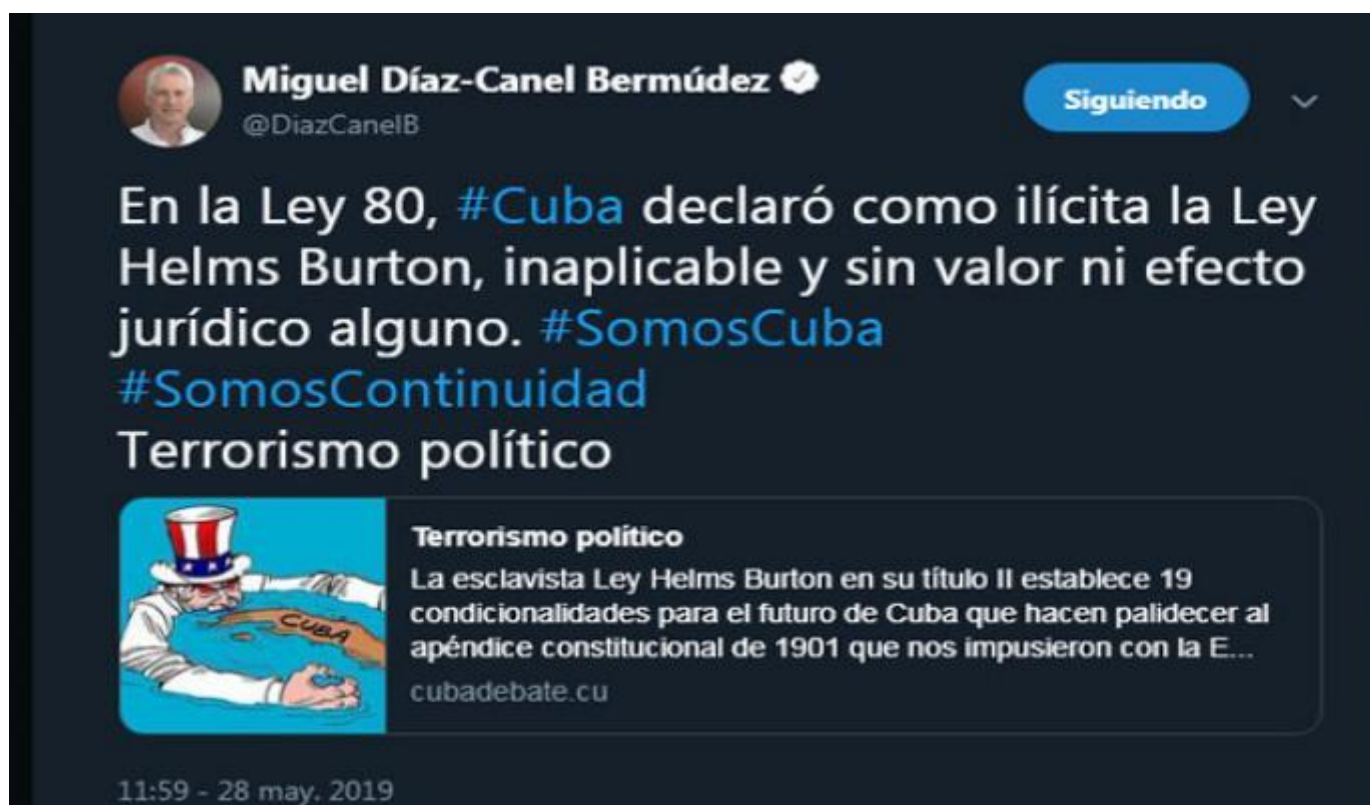 Miguel Díaz-Canel Bermúdez
@DiazCanelB
Siguiendo
En la Ley 80, #Cuba declaró como ilícita la Ley
Helms Burton, inaplicable y sin valor ni efecto
jurídico alguno. #SomosCuba
#SomosContinuidad
Terrorismo político
CUBA
Terrorismo político
La esclavista Ley Helms Burton en su título II establece 19
condicionalidades para el futuro de Cuba que hacen palidecer al
apéndice constitucional de 1901 que nos impusieron con la E...
cubadebate.cu
11:59 - 28 may. 2019